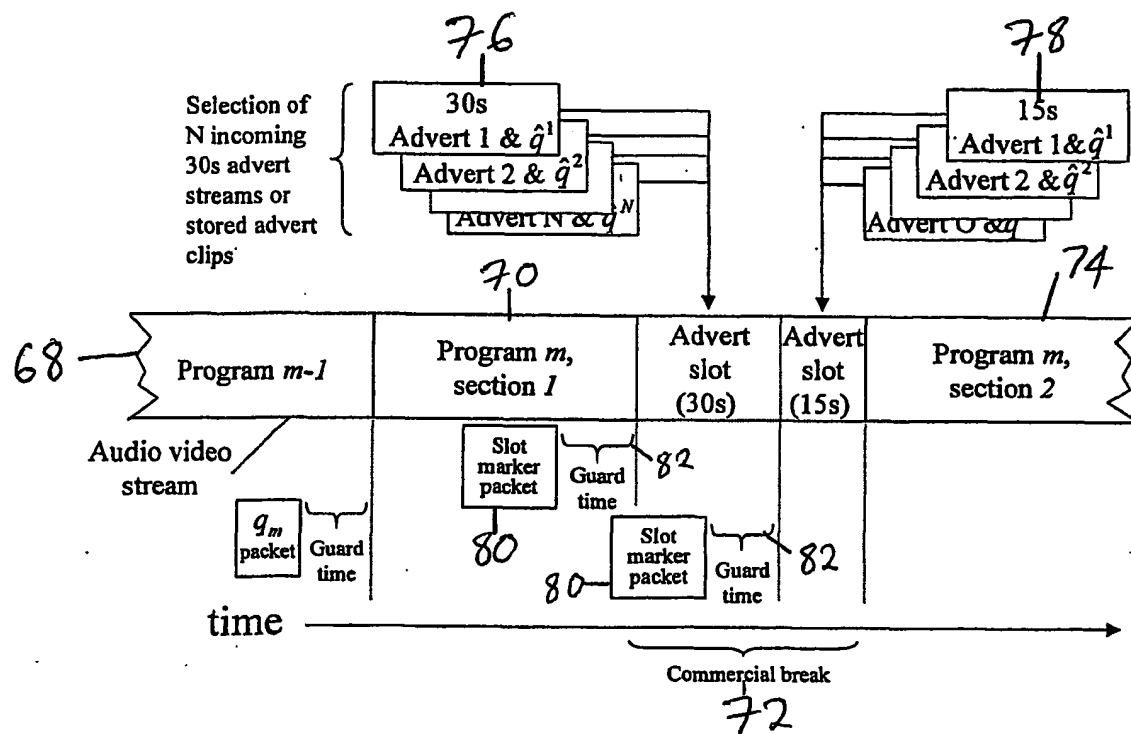 76
78
Selection of
N incoming
30s advert
streams or
stored advert
clips
30s
Advert 1 & q̂¹
Advert 2 & q̂²
Advert N & q̂ᴺ
15s
Advert 1&q̂¹
Advert 2 &q̂²
Advert O &q
70
74
68
Program m-1
Program m,
section 1
Advert
slot
(30s)
Advert
slot
(15s)
Program m,
section 2
Audio video
stream
qₘ
packet
Guard
time
Slot
marker
packet
80
Guard
time
82
Slot
marker
packet
80
Guard
time
82
time
Commercial break
72